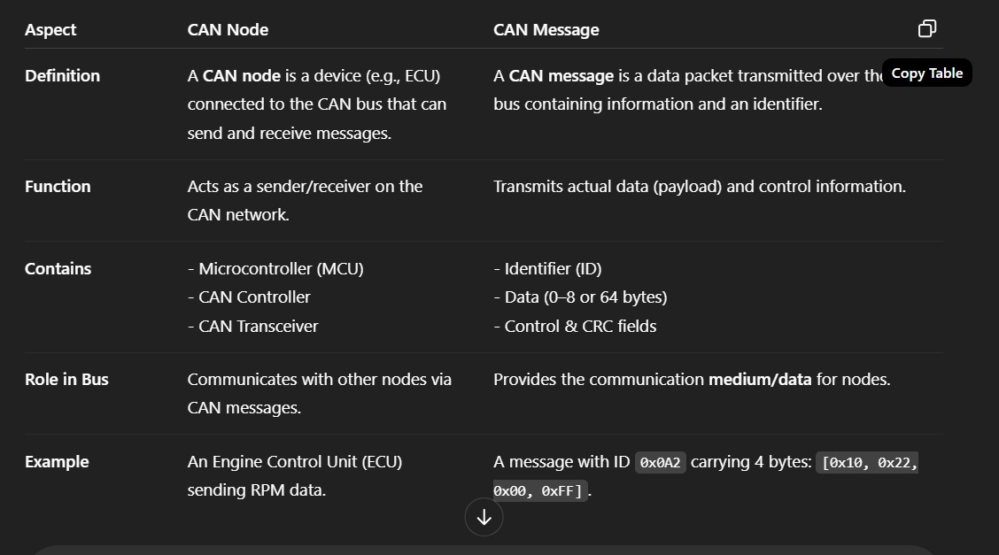 Aspect CAN Node CAN Message
Copy Table
Definition A CAN node is a device (e.g., ECU) A CAN message is a data packet transmitted over the
connected to the CAN bus that can bus containing information and an identifier.
send and receive messages.
Function Acts as a sender/receiver on the Transmits actual data (payload) and control information.
CAN network.
Contains - Microcontroller (MCU) - Identifier (ID)
- CAN Controller - Data (0–8 or 64 bytes)
- CAN Transceiver - Control & CRC fields
Role in Bus Communicates with other nodes via Provides the communication medium/data for nodes.
CAN messages.
Example An Engine Control Unit (ECU) A message with ID 0x0A2 carrying 4 bytes: [0x10, 0x22,
sending RPM data. 0x00, 0xFF].